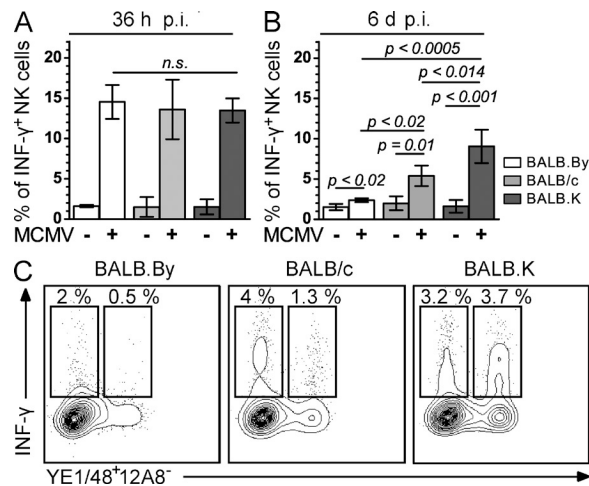 A 36 h p.i.
% of INF-γ⁺ NK cells
20
15
10
5
0
n.s.
MCMV - + - + - +
B 6 d p.i.
% of INF-γ⁺ NK cells
20
15
10
5
0
p < 0.0005
p < 0.014
p < 0.001
p < 0.02
p = 0.01
p < 0.02
MCMV - + - + - +
BALB.By
BALB/c
BALB.K
C
BALB.By BALB/c BALB.K
2 % 0.5 % 4 % 1.3 % 3.2 % 3.7 %
INF-γ
YE1/48⁺12A8⁻